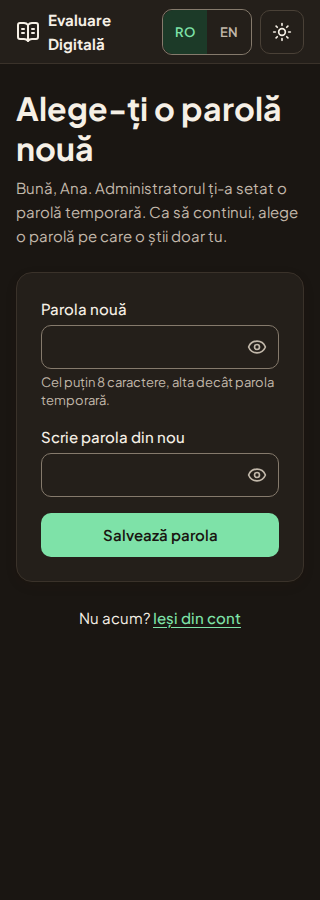 Evaluare
Digitală
RO
EN
Alege-ți o parolă
nouă
Bună, Ana. Administratorul ți-a setat o
parolă temporară. Ca să continui, alege
o parolă pe care o știi doar tu.
Parola nouă
Cel puțin 8 caractere, alta decât parola
temporară.
Scrie parola din nou
Salvează parola
Nu acum? Ieși din cont